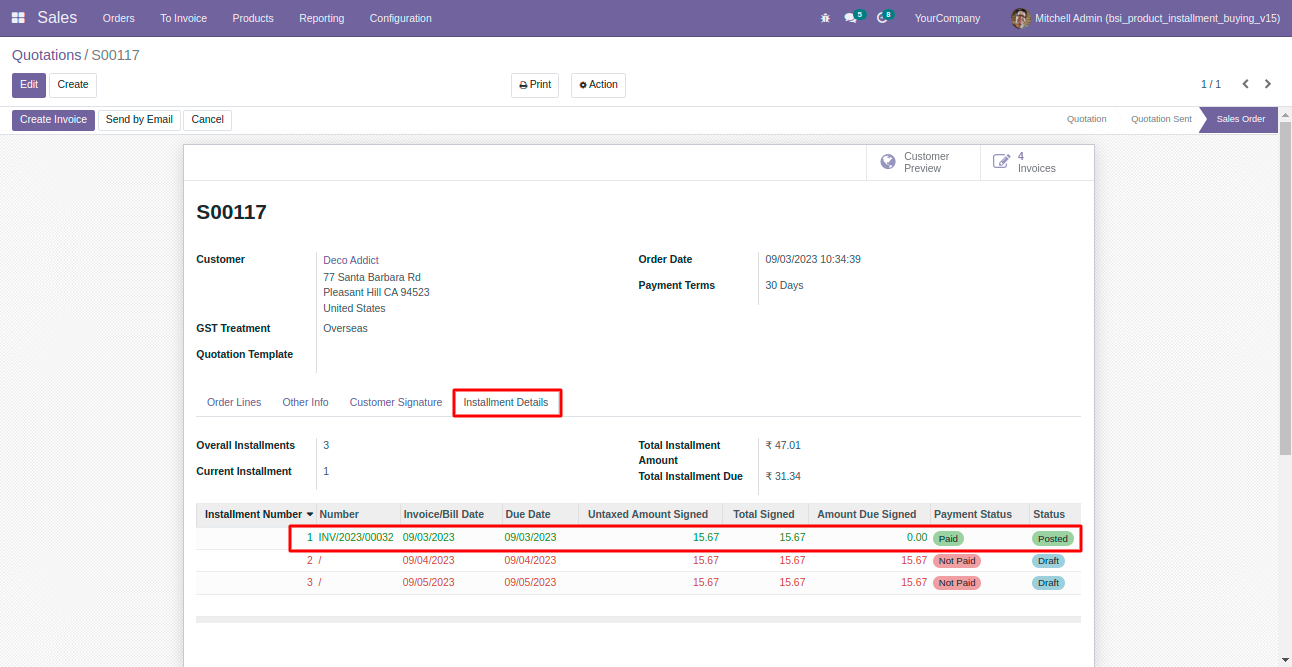 Sales Orders To Invoice Products Reporting Configuration 5 8 YourCompany Mitchell Admin (bsi_product_installment_buying_v15)
Quotations / S00117
Edit Create Print Action 1 / 1
Create Invoice Send by Email Cancel Quotation Quotation Sent Sales Order
Customer Preview 4 Invoices
S00117
Customer Deco Addict Order Date 09/03/2023 10:34:39
77 Santa Barbara Rd
Pleasant Hill CA 94523 Payment Terms 30 Days
United States
GST Treatment Overseas
Quotation Template
Order Lines Other Info Customer Signature Installment Details
Overall Installments 3 Total Installment Amount ₹ 47.01
Current Installment 1 Total Installment Due ₹ 31.34
Installment Number Number Invoice/Bill Date Due Date Untaxed Amount Signed Total Signed Amount Due Signed Payment Status Status
1 INV/2023/00032 09/03/2023 09/03/2023 15.67 15.67 0.00 Paid Posted
2 / 09/04/2023 09/04/2023 15.67 15.67 15.67 Not Paid Draft
3 / 09/05/2023 09/05/2023 15.67 15.67 15.67 Not Paid Draft